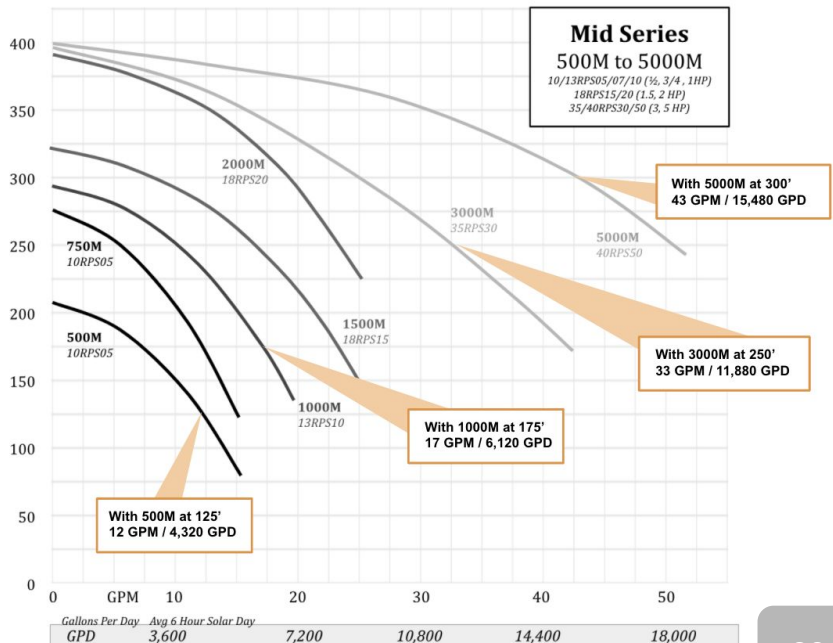 Mid Series
500M to 5000M
10/13RPS05/07/10 (½, 3/4 , 1HP)
18RPS15/20 (1.5, 2 HP)
35/40RPS30/50 (3, 5 HP)
400
350
300
250
200
150
100
50
0
2000M
18RPS20
With 5000M at 300'
43 GPM / 15,480 GPD
3000M
35RPS30
5000M
40RPS50
750M
10RPS05
1500M
18RPS15
500M
10RPS05
With 3000M at 250'
33 GPM / 11,880 GPD
1000M
13RPS10
With 1000M at 175'
17 GPM / 6,120 GPD
With 500M at 125'
12 GPM / 4,320 GPD
0 GPM 10 20 30 40 50
Gallons Per Day Avg 6 Hour Solar Day
GPD 3,600 7,200 10,800 14,400 18,000